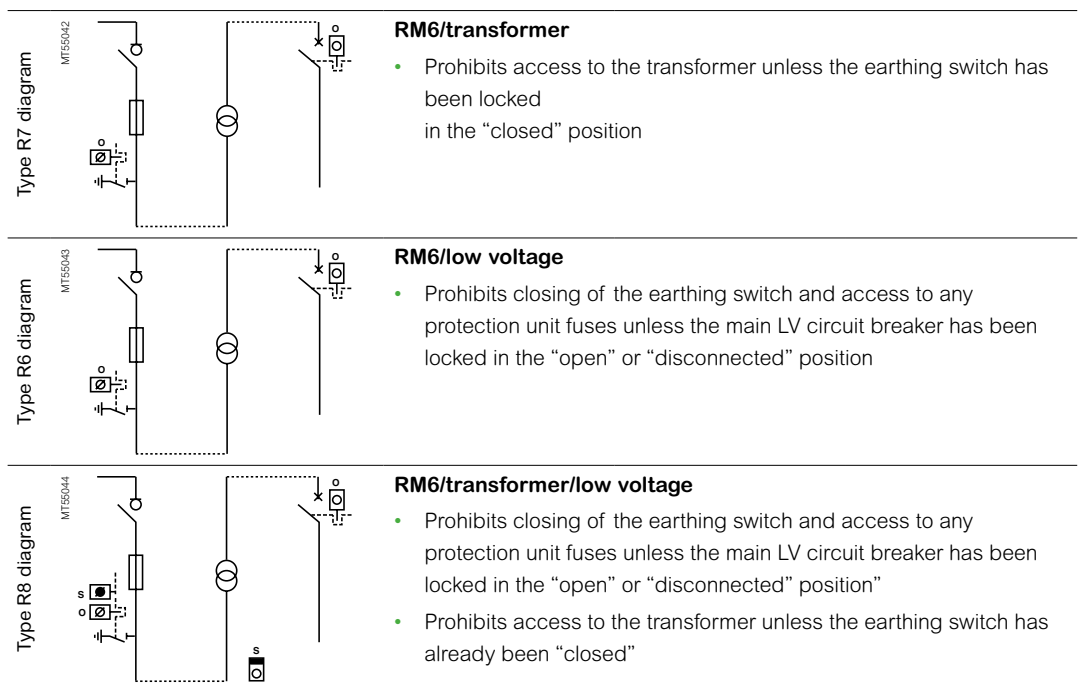 Type R7 diagram
MT55042
o
o
RM6/transformer
• Prohibits access to the transformer unless the earthing switch has
been locked
in the “closed” position
Type R6 diagram
MT55043
o
o
RM6/low voltage
• Prohibits closing of the earthing switch and access to any
protection unit fuses unless the main LV circuit breaker has been
locked in the “open” or “disconnected” position
Type R8 diagram
MT55044
s
o
s
o
RM6/transformer/low voltage
• Prohibits closing of the earthing switch and access to any
protection unit fuses unless the main LV circuit breaker has been
locked in the “open” or “disconnected” position”
• Prohibits access to the transformer unless the earthing switch has
already been “closed”